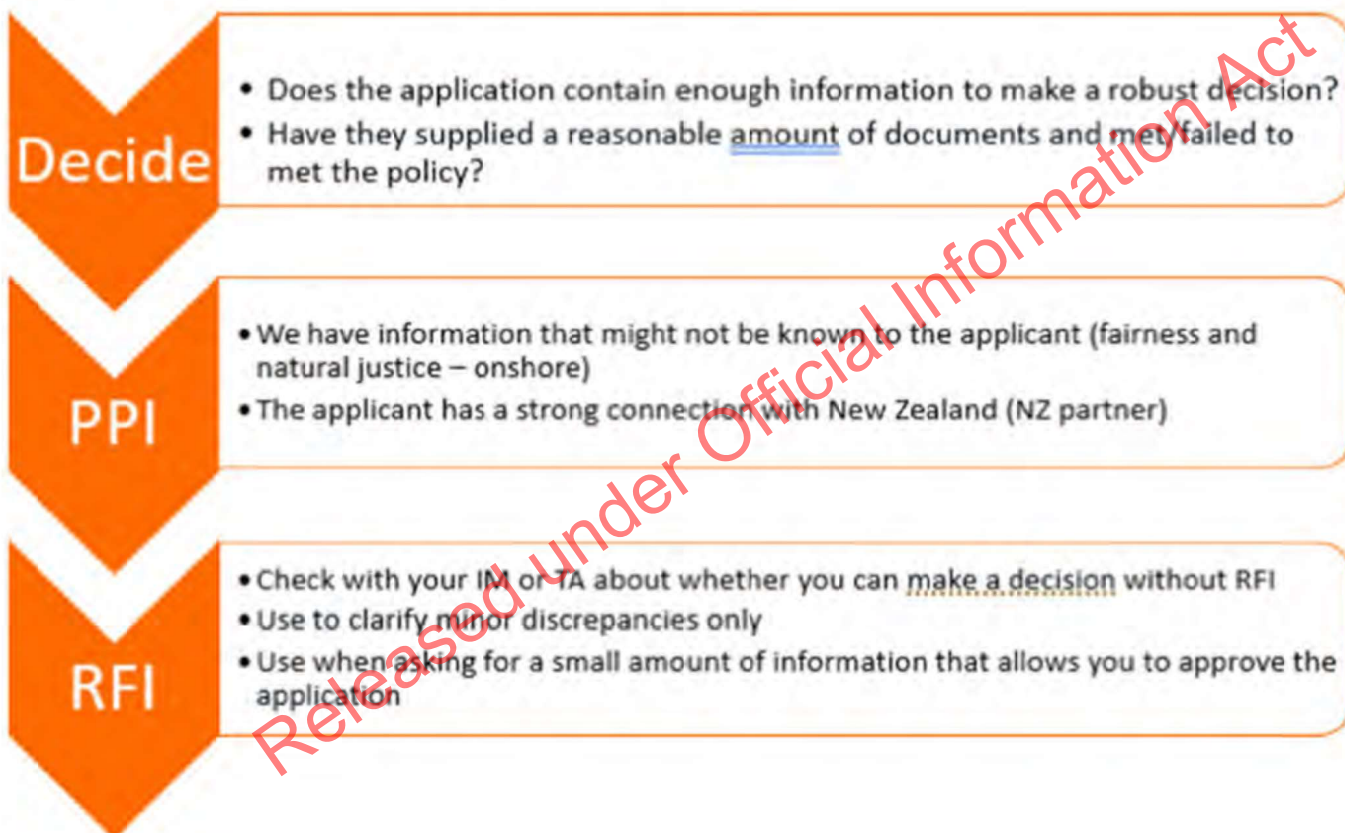 Decide
• Does the application contain enough information to make a robust decision?
• Have they supplied a reasonable amount of documents and met/failed to
met the policy?
PPI
• We have information that might not be known to the applicant (fairness and
natural justice – onshore)
• The applicant has a strong connection with New Zealand (NZ partner)
RFI
• Check with your IM or TA about whether you can make a decision without RFI
• Use to clarify minor discrepancies only
• Use when asking for a small amount of information that allows you to approve the
application
Released under Official Information Act